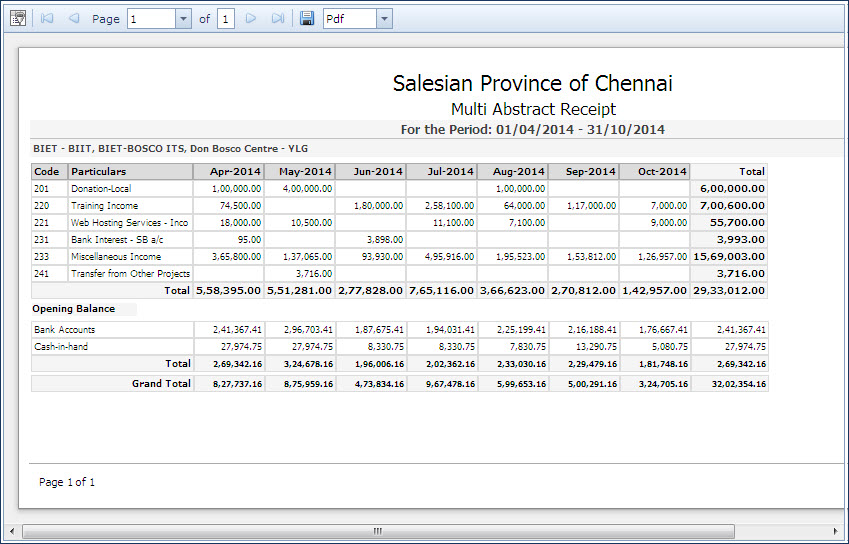 Page 1 of 1 Pdf
Salesian Province of Chennai
Multi Abstract Receipt
For the Period: 01/04/2014 - 31/10/2014
BIET - BIIT, BIET-BOSCO ITS, Don Bosco Centre - YLG
Code Particulars Apr-2014 May-2014 Jun-2014 Jul-2014 Aug-2014 Sep-2014 Oct-2014 Total
201 Donation-Local 1,00,000.00 4,00,000.00 1,00,000.00 6,00,000.00
220 Training Income 74,500.00 1,80,000.00 2,58,100.00 64,000.00 1,17,000.00 7,000.00 7,00,600.00
221 Web Hosting Services - Inco 18,000.00 10,500.00 11,100.00 7,100.00 9,000.00 55,700.00
231 Bank Interest - SB a/c 95.00 3,898.00 3,993.00
233 Miscellaneous Income 3,65,800.00 1,37,065.00 93,930.00 4,95,916.00 1,95,523.00 1,53,812.00 1,26,957.00 15,69,003.00
241 Transfer from Other Projects 3,716.00 3,716.00
Total 5,58,395.00 5,51,281.00 2,77,828.00 7,65,116.00 3,66,623.00 2,70,812.00 1,42,957.00 29,33,012.00
Opening Balance
Bank Accounts 2,41,367.41 2,96,703.41 1,87,675.41 1,94,031.41 2,25,199.41 2,16,188.41 1,76,667.41 2,41,367.41
Cash-in-hand 27,974.75 27,974.75 8,330.75 8,330.75 7,830.75 13,290.75 5,080.75 27,974.75
Total 2,69,342.16 3,24,678.16 1,96,006.16 2,02,362.16 2,33,030.16 2,29,479.16 1,81,748.16 2,69,342.16
Grand Total 8,27,737.16 8,75,959.16 4,73,834.16 9,67,478.16 5,99,653.16 5,00,291.16 3,24,705.16 32,02,354.16
Page 1 of 1